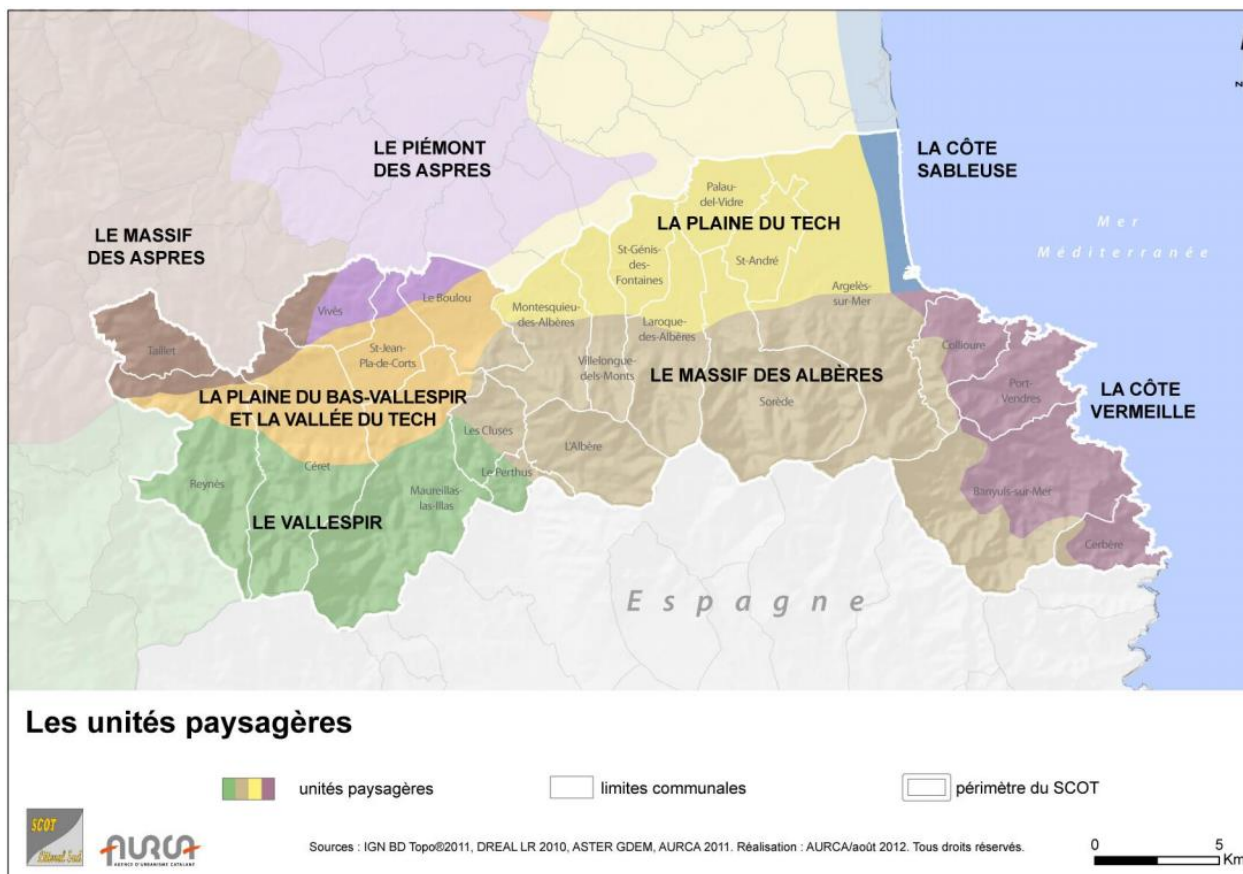 LE PIÉMONT
DES ASPRES
LA CÔTE
SABLEUSE
Palau-
del-Vidre
LA PLAINE DU TECH
Mer
Méditerranée
LE MASSIF
DES ASPRES
St-Génis-
des-
Fontaines
St-André
Argelès-
sur-Mer
Vivès
Le Boulou
Montesquieu-
des-Albères
Laroque-
des-Albères
Taillet
St-Jean-
Pla-de-Corts
Collioure
Villelongue-
dels-Monts
LE MASSIF DES ALBÈRES
Port-
Vendres
LA CÔTE
VERMEILLE
LA PLAINE DU BAS-VALLESPIR
ET LA VALLÉE DU TECH
Sorède
Les Cluses
L'Albère
Céret
Le Perthus
Reynès
Maureillas-
las-Illas
Banyuls-sur-Mer
LE VALLESPIR
Cerbère
Espagne
N
Les unités paysagères
unités paysagères
limites communales
périmètre du SCOT
SCOT
Littoral Sud
AURCA
AGENCE D'URBANISME CATALANE
Sources : IGN BD Topo®2011, DREAL LR 2010, ASTER GDEM, AURCA 2011. Réalisation : AURCA/août 2012. Tous droits réservés.
0 5
Km